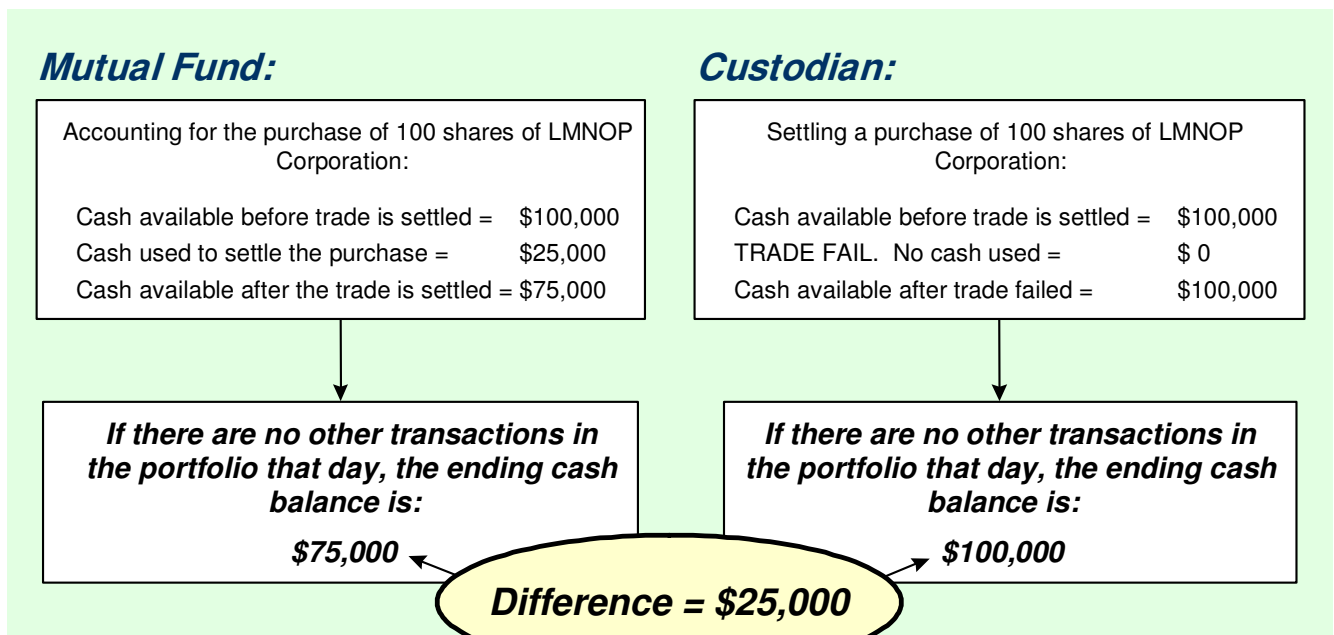 Mutual Fund:
Accounting for the purchase of 100 shares of LMNOP
Corporation:
Cash available before trade is settled = $100,000
Cash used to settle the purchase = $25,000
Cash available after the trade is settled = $75,000
If there are no other transactions in
the portfolio that day, the ending cash
balance is:
$75,000
Custodian:
Settling a purchase of 100 shares of LMNOP
Corporation:
Cash available before trade is settled = $100,000
TRADE FAIL. No cash used = $ 0
Cash available after trade failed = $100,000
If there are no other transactions in
the portfolio that day, the ending cash
balance is:
$100,000
Difference = $25,000